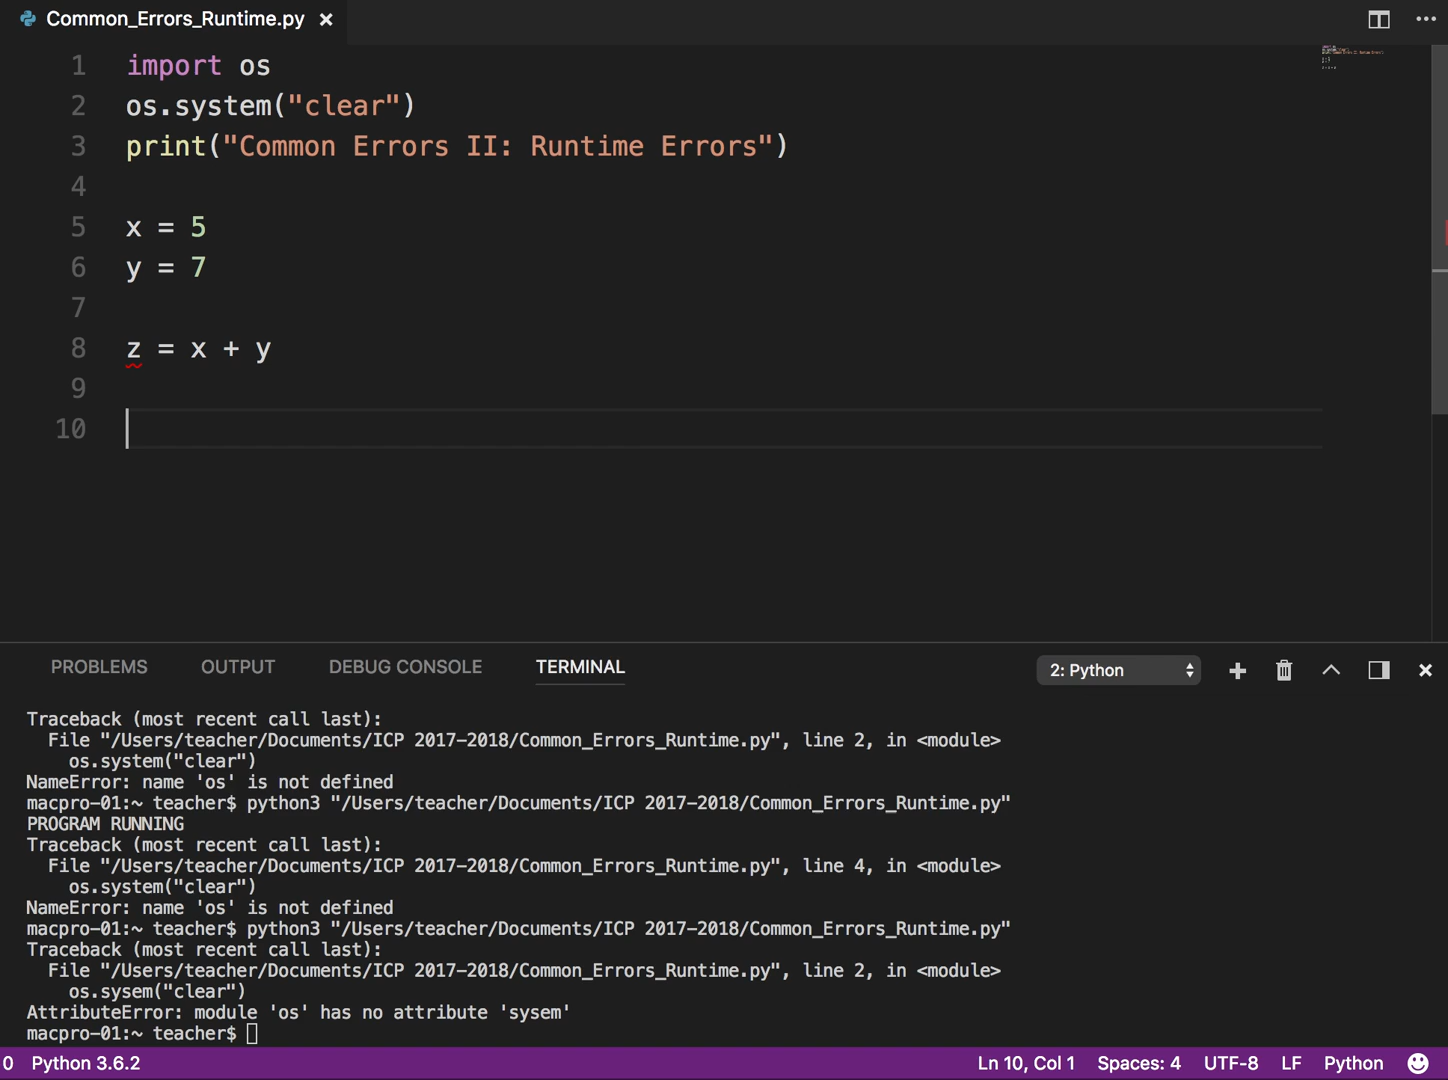 Common_Errors_Runtime.py ×
1 import os
2 os.system("clear")
3 print("Common Errors II: Runtime Errors")
4
5 x = 5
6 y = 7
7
8 z = x + y
9
10
PROBLEMS OUTPUT DEBUG CONSOLE TERMINAL 2: Python
Traceback (most recent call last):
  File "/Users/teacher/Documents/ICP 2017-2018/Common_Errors_Runtime.py", line 2, in <module>
    os.system("clear")
NameError: name 'os' is not defined
macpro-01:~ teacher$ python3 "/Users/teacher/Documents/ICP 2017-2018/Common_Errors_Runtime.py"
PROGRAM RUNNING
Traceback (most recent call last):
  File "/Users/teacher/Documents/ICP 2017-2018/Common_Errors_Runtime.py", line 4, in <module>
    os.system("clear")
NameError: name 'os' is not defined
macpro-01:~ teacher$ python3 "/Users/teacher/Documents/ICP 2017-2018/Common_Errors_Runtime.py"
Traceback (most recent call last):
  File "/Users/teacher/Documents/ICP 2017-2018/Common_Errors_Runtime.py", line 2, in <module>
    os.sysem("clear")
AttributeError: module 'os' has no attribute 'sysem'
macpro-01:~ teacher$
0 Python 3.6.2 Ln 10, Col 1 Spaces: 4 UTF-8 LF Python